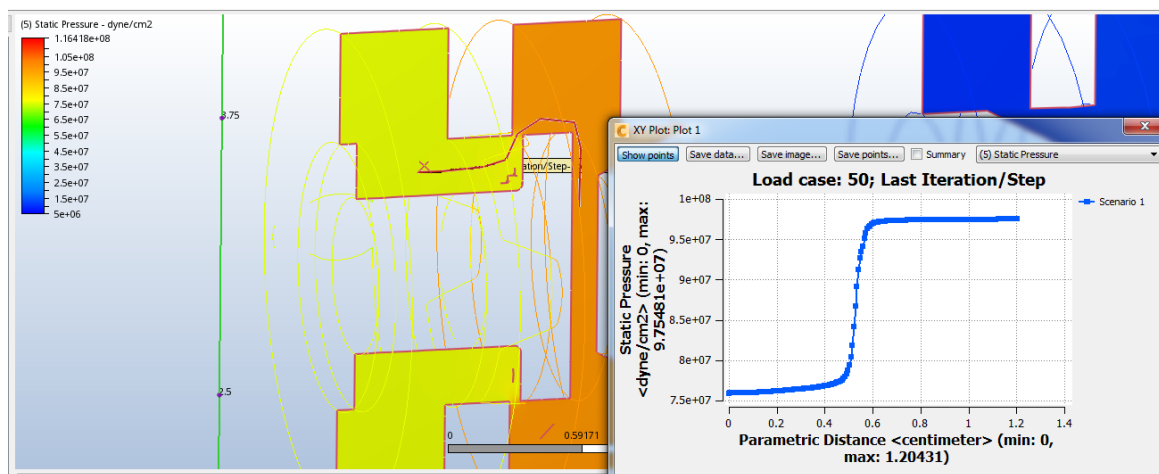 (5) Static Pressure - dyne/cm2
1.16418e+08
1.05e+08
9.5e+07
8.5e+07
7.5e+07
6.5e+07
5.5e+07
4.5e+07
3.5e+07
2.5e+07
1.5e+07
5e+06
3.75
2.5
ation/Step-
0
0.59171
XY Plot: Plot 1
Show points
Save data...
Save image...
Save points...
Summary
(5) Static Pressure
Load case: 50; Last Iteration/Step
Static Pressure
<dyne/cm2> (min: 0, max:
9.75481e+07)
1e+08
9.5e+07
9e+07
8.5e+07
8e+07
7.5e+07
0
0.2
0.4
0.6
0.8
1
1.2
1.4
Parametric Distance <centimeter> (min: 0,
max: 1.20431)
Scenario 1